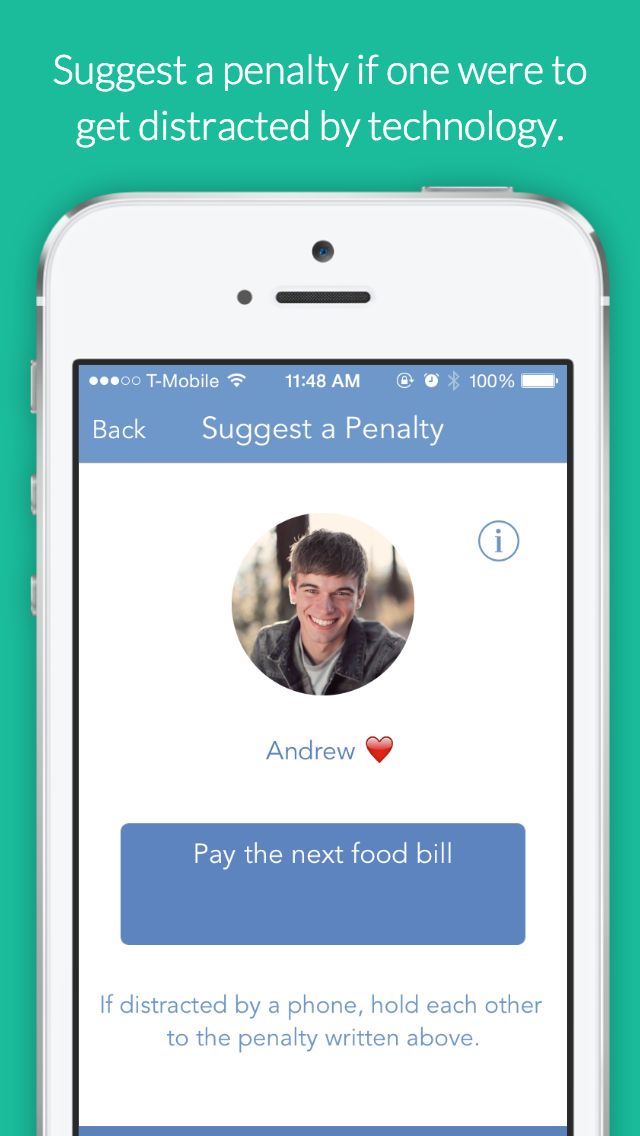 Suggest a penalty if one were to
get distracted by technology.
T-Mobile 11:48 AM 100%
Back Suggest a Penalty
i
Andrew ❤️
Pay the next food bill
If distracted by a phone, hold each other
to the penalty written above.